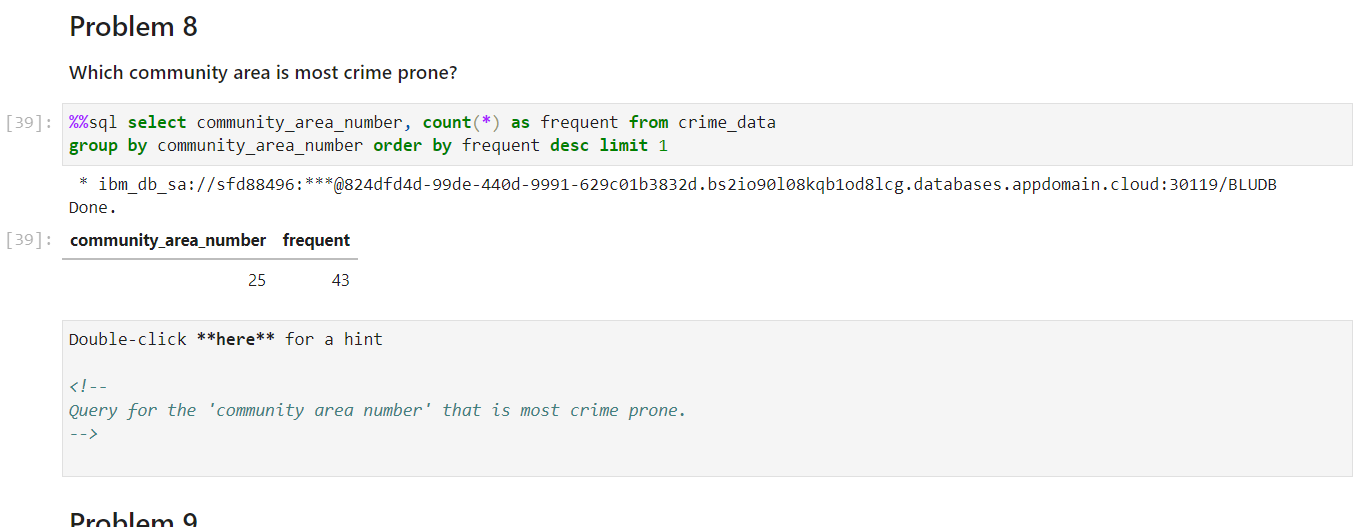 Problem 8
Which community area is most crime prone?
[39]: %%sql select community_area_number, count(*) as frequent from crime_data
group by community_area_number order by frequent desc limit 1
* ibm_db_sa://sfd88496:***@824dfd4d-99de-440d-9991-629c01b3832d.bs2io90l08kqb1od8lcg.databases.appdomain.cloud:30119/BLUDB
Done.
[39]: community_area_number frequent
25 43
Double-click **here** for a hint
<!--
Query for the 'community area number' that is most crime prone.
-->
Problem 9